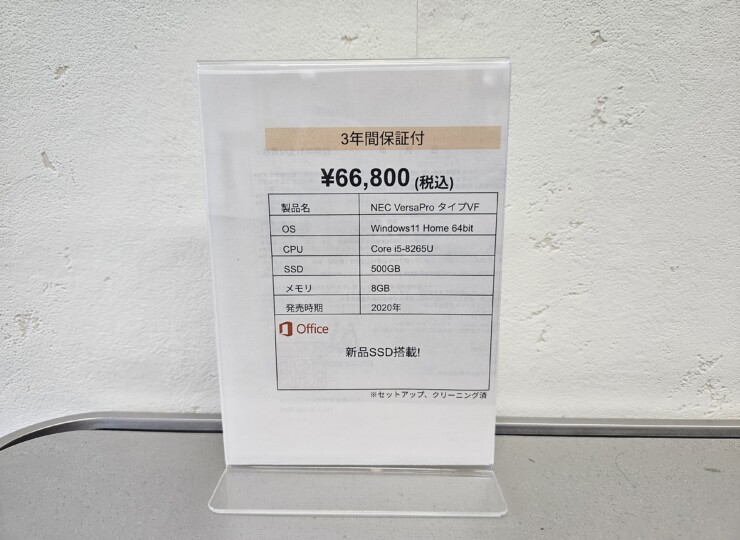 3年間保証付
¥66,800 (税込)
製品名 NEC VersaPro タイプVF
OS Windows11 Home 64bit
CPU Core i5-8265U
SSD 500GB
メモリ 8GB
発売時期 2020年
Office
新品SSD搭載!
※セットアップ、クリーニング済